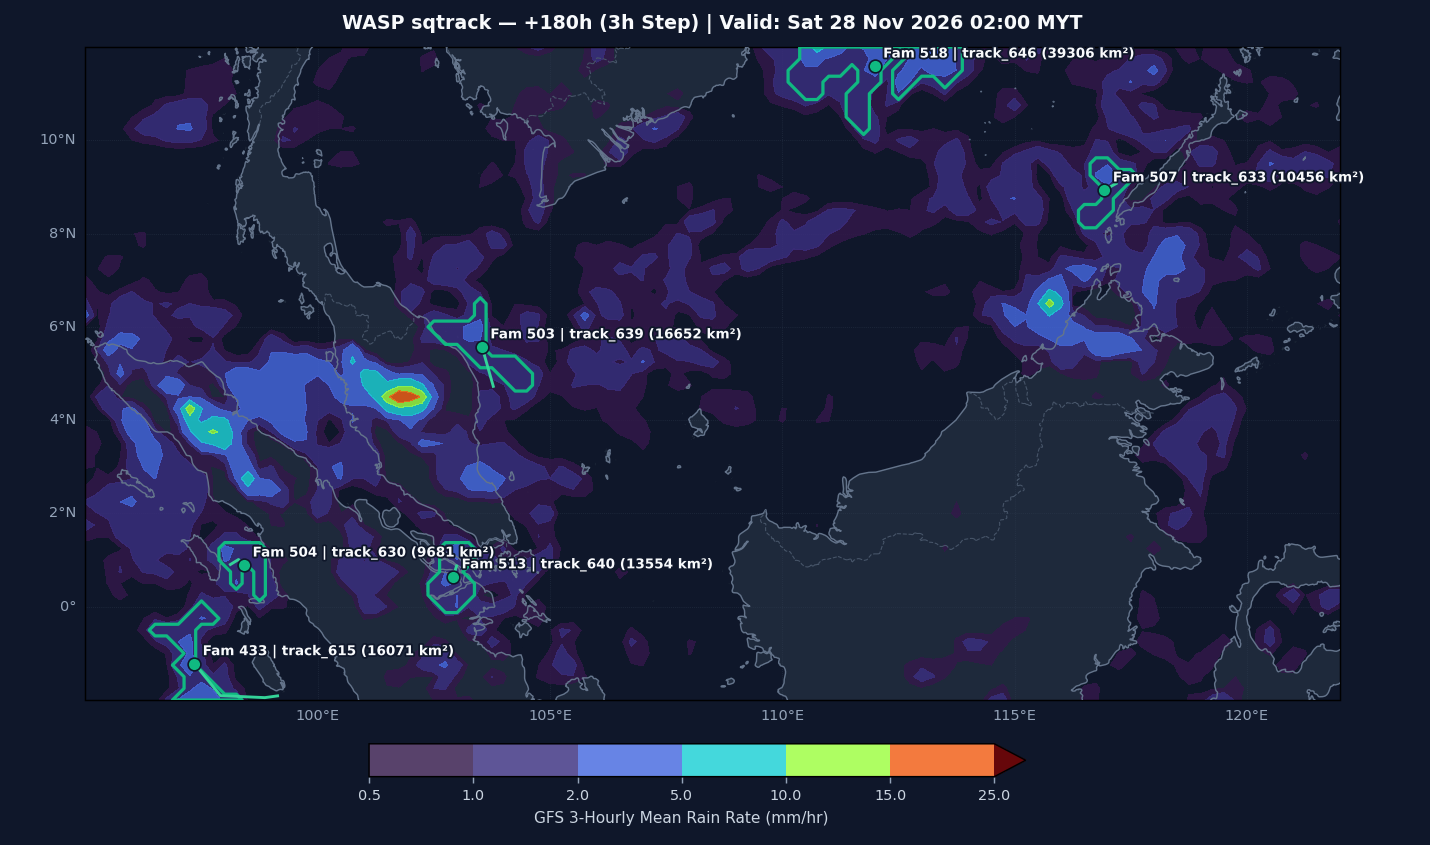 WASP sqtrack — +180h (3h Step) | Valid: Sat 28 Nov 2026 02:00 MYT
Fam 518 | track_646 (39306 km²)
10°N
Fam 507 | track_633 (10456 km²)
8°N
6°N
Fam 503 | track_639 (16652 km²)
4°N
2°N
Fam 504 | track_630 (9681 km²)
Fam 513 | track_640 (13554 km²)
0°
Fam 433 | track_615 (16071 km²)
100°E 105°E 110°E 115°E 120°E
0.5 1.0 2.0 5.0 10.0 15.0 25.0
GFS 3-Hourly Mean Rain Rate (mm/hr)